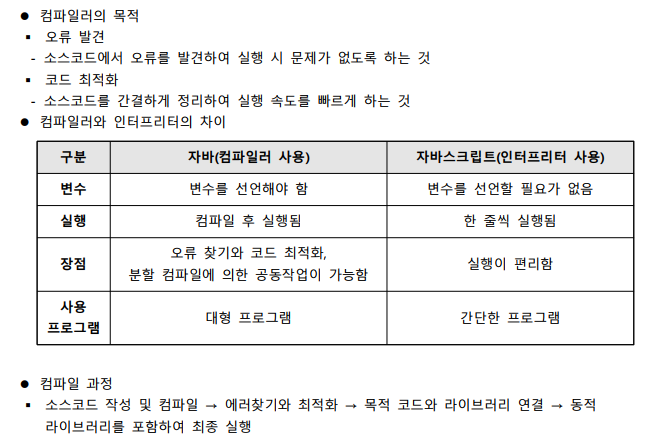 ● 컴파일러의 목적
▪ 오류 발견
- 소스코드에서 오류를 발견하여 실행 시 문제가 없도록 하는 것
▪ 코드 최적화
- 소스코드를 간결하게 정리하여 실행 속도를 빠르게 하는 것
● 컴파일러와 인터프리터의 차이
구분 자바(컴파일러 사용) 자바스크립트(인터프리터 사용)
변수 변수를 선언해야 함 변수를 선언할 필요가 없음
실행 컴파일 후 실행됨 한 줄씩 실행됨
장점 오류 찾기와 코드 최적화,
분할 컴파일에 의한 공동작업이 가능함 실행이 편리함
사용
프로그램 대형 프로그램 간단한 프로그램
● 컴파일 과정
▪ 소스코드 작성 및 컴파일 → 에러찾기와 최적화 → 목적 코드와 라이브러리 연결 → 동적
라이브러리를 포함하여 최종 실행